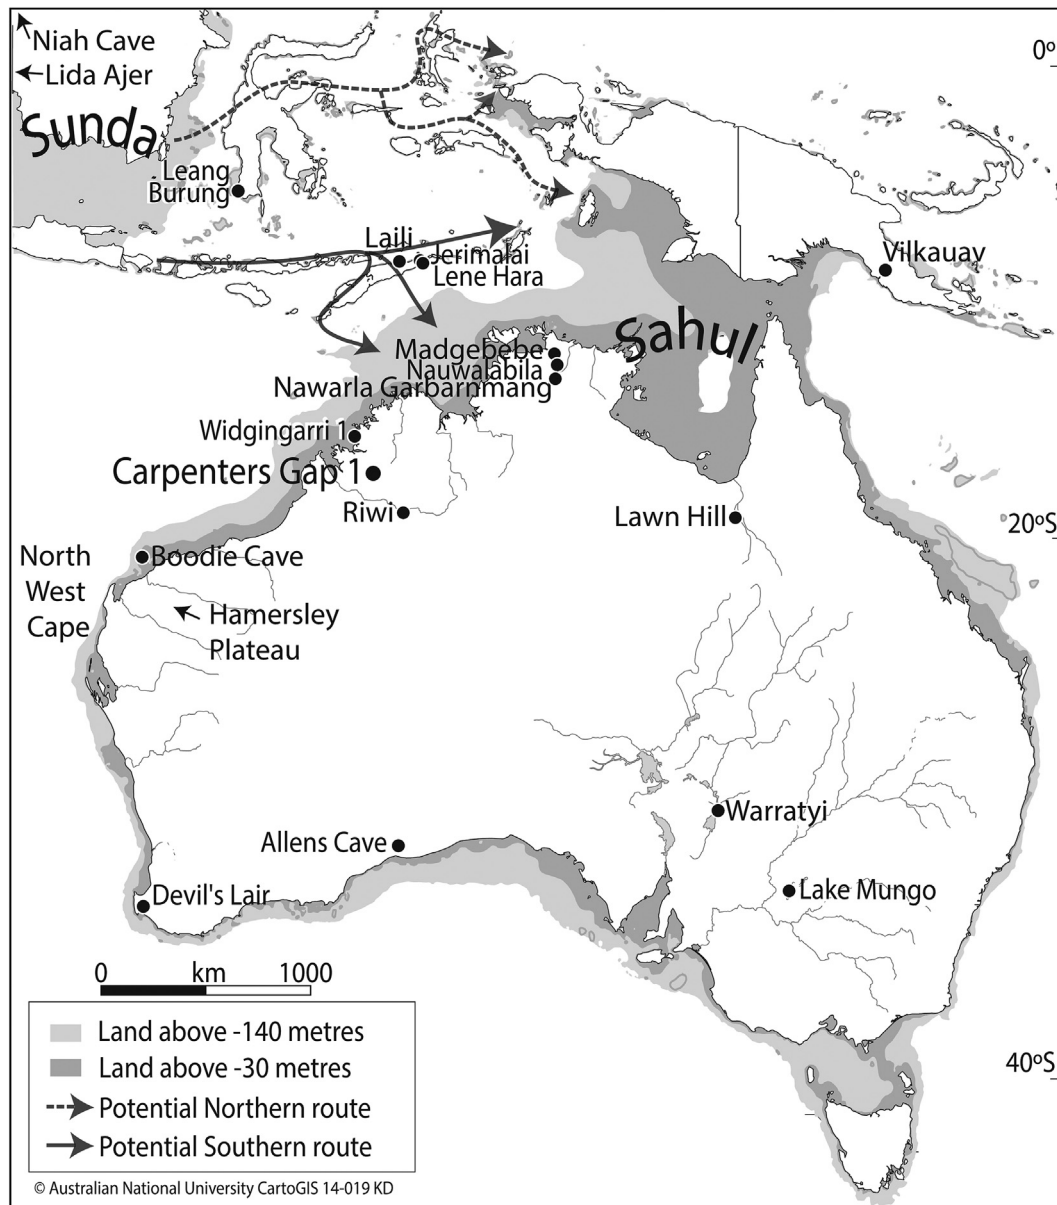 Niah Cave
Lida Ajer
0º
Sunda
Leang
Burung
Laili
Jerimalai
Lene Hara
Vilkauav
Sahul
Madgebebe
Nauwalabila
Nawarla Garbarnmang
Widgingarri 1
Carpenters Gap 1
Riwi
Lawn Hill
20ºS
North
West
Cape
Boodie Cave
Hamersley
Plateau
Warratyi
Allens Cave
Lake Mungo
Devil's Lair
0 km 1000
Land above -140 metres
Land above -30 metres
Potential Northern route
Potential Southern route
40ºS
© Australian National University CartoGIS 14-019 KD